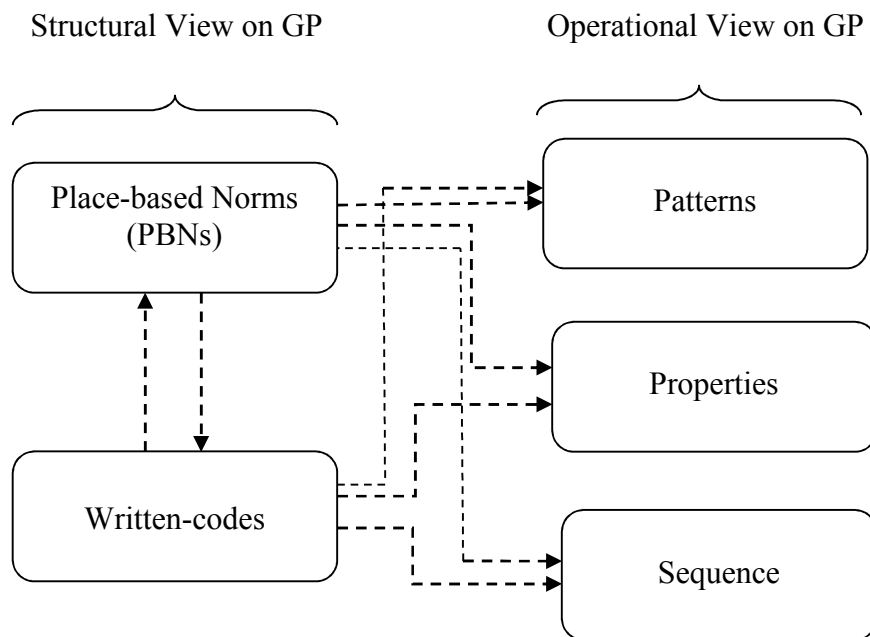 Structural View on GP
Operational View on GP
Place-based Norms
(PBNs)
Patterns
Properties
Written-codes
Sequence